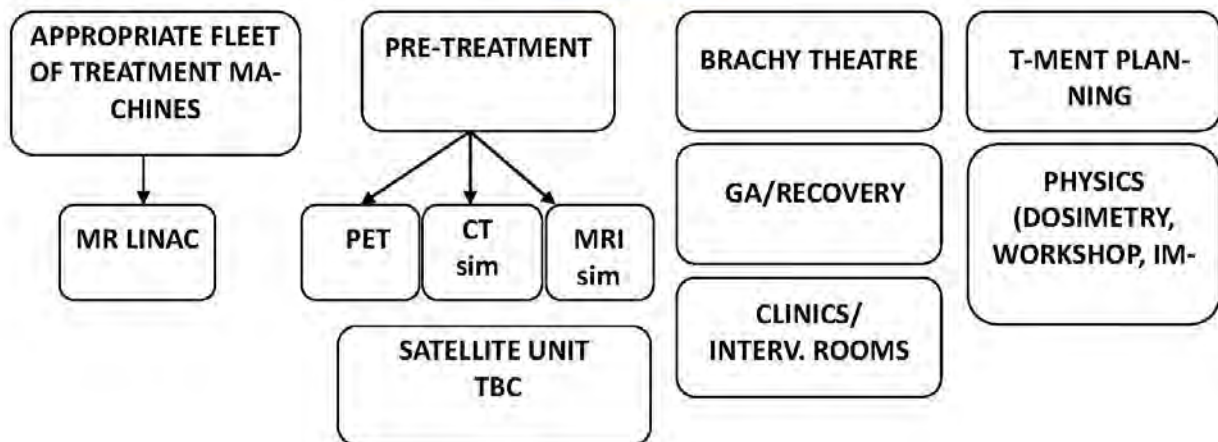 APPROPRIATE FLEET
OF TREATMENT MA-
CHINES
MR LINAC
PRE-TREATMENT
PET
CT
sim
MRI
sim
SATELLITE UNIT
TBC
BRACHY THEATRE
GA/RECOVERY
CLINICS/
INTERV. ROOMS
T-MENT PLAN-
NING
PHYSICS
(DOSIMETRY,
WORKSHOP, IM-